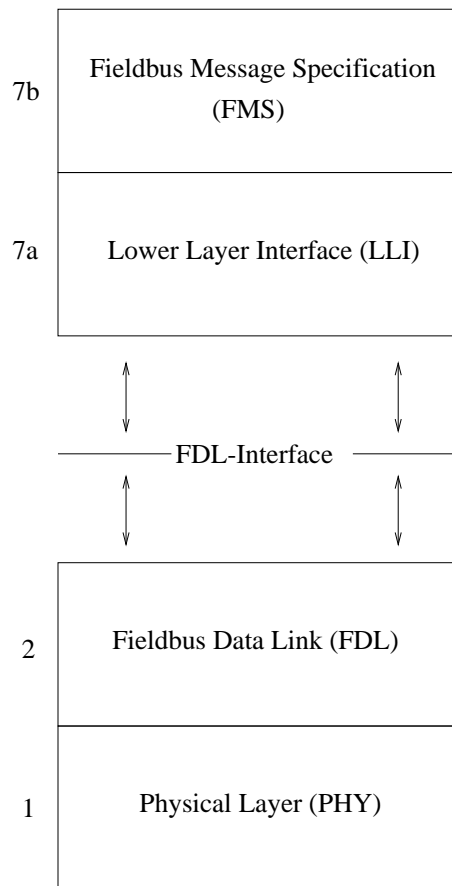 7b
Fieldbus Message Specification
(FMS)
7a
Lower Layer Interface (LLI)
FDL-Interface
2
Fieldbus Data Link (FDL)
1
Physical Layer (PHY)